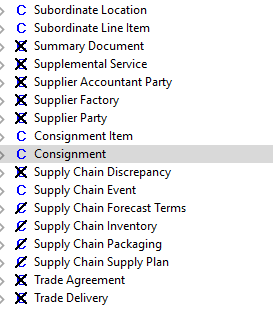 C Subordinate Location
C Subordinate Line Item
C Summary Document
C Supplemental Service
C Supplier Accountant Party
C Supplier Factory
C Supplier Party
C Consignment Item
C Consignment
C Supply Chain Discrepancy
C Supply Chain Event
C Supply Chain Forecast Terms
C Supply Chain Inventory
C Supply Chain Packaging
C Supply Chain Supply Plan
C Trade Agreement
C Trade Delivery